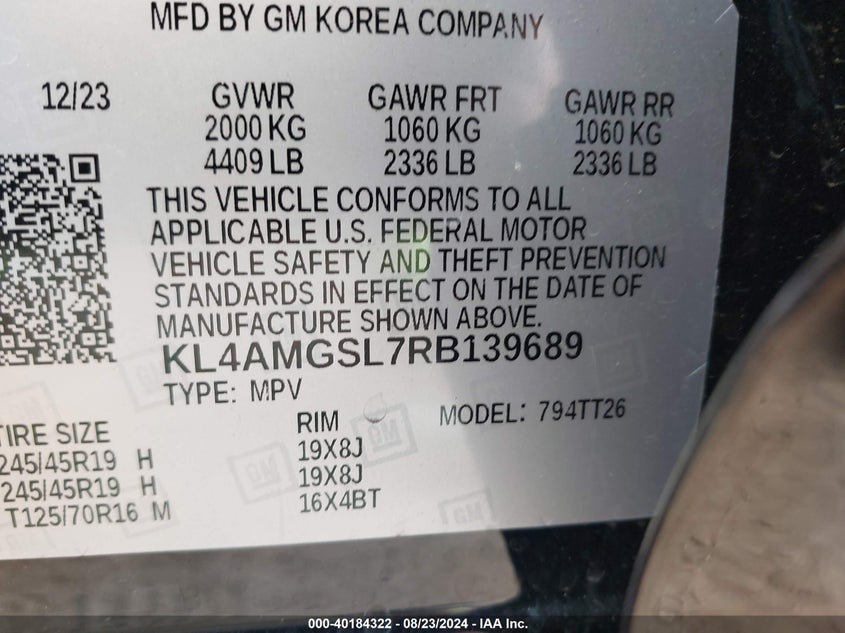 MFD BY GM KOREA COMPANY
12/23 GVWR GAWR FRT GAWR RR
2000 KG 1060 KG 1060 KG
4409 LB 2336 LB 2336 LB
THIS VEHICLE CONFORMS TO ALL
APPLICABLE U.S. FEDERAL MOTOR
VEHICLE SAFETY AND THEFT PREVENTION
STANDARDS IN EFFECT ON THE DATE OF
MANUFACTURE SHOWN ABOVE.
KL4AMGSL7RB139689
TYPE: MPV
MODEL: 794TT26
TIRE SIZE RIM
245/45R19 H 19X8J
245/45R19 H 19X8J
T125/70R16 M 16X4BT
GM GM GM
000-40184322 - 08/23/2024 - IAA Inc.